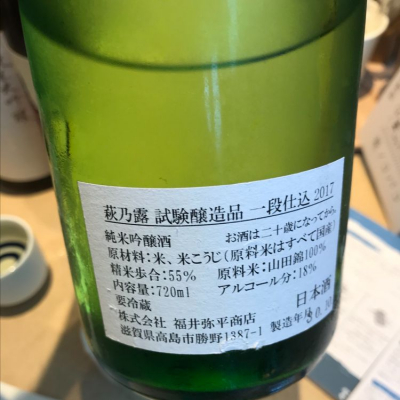 萩乃露 試験醸造品 一段仕込 2017
純米吟醸酒 お酒は二十歳になってから。
原材料：米、米こうじ（原料米はすべて国産）
精米歩合：55% 原料米：山田錦100%
内容量：720ml アルコール分：18%
要冷蔵 日本酒
株式会社 福井弥平商店 製造年月
滋賀県高島市勝野1387-1